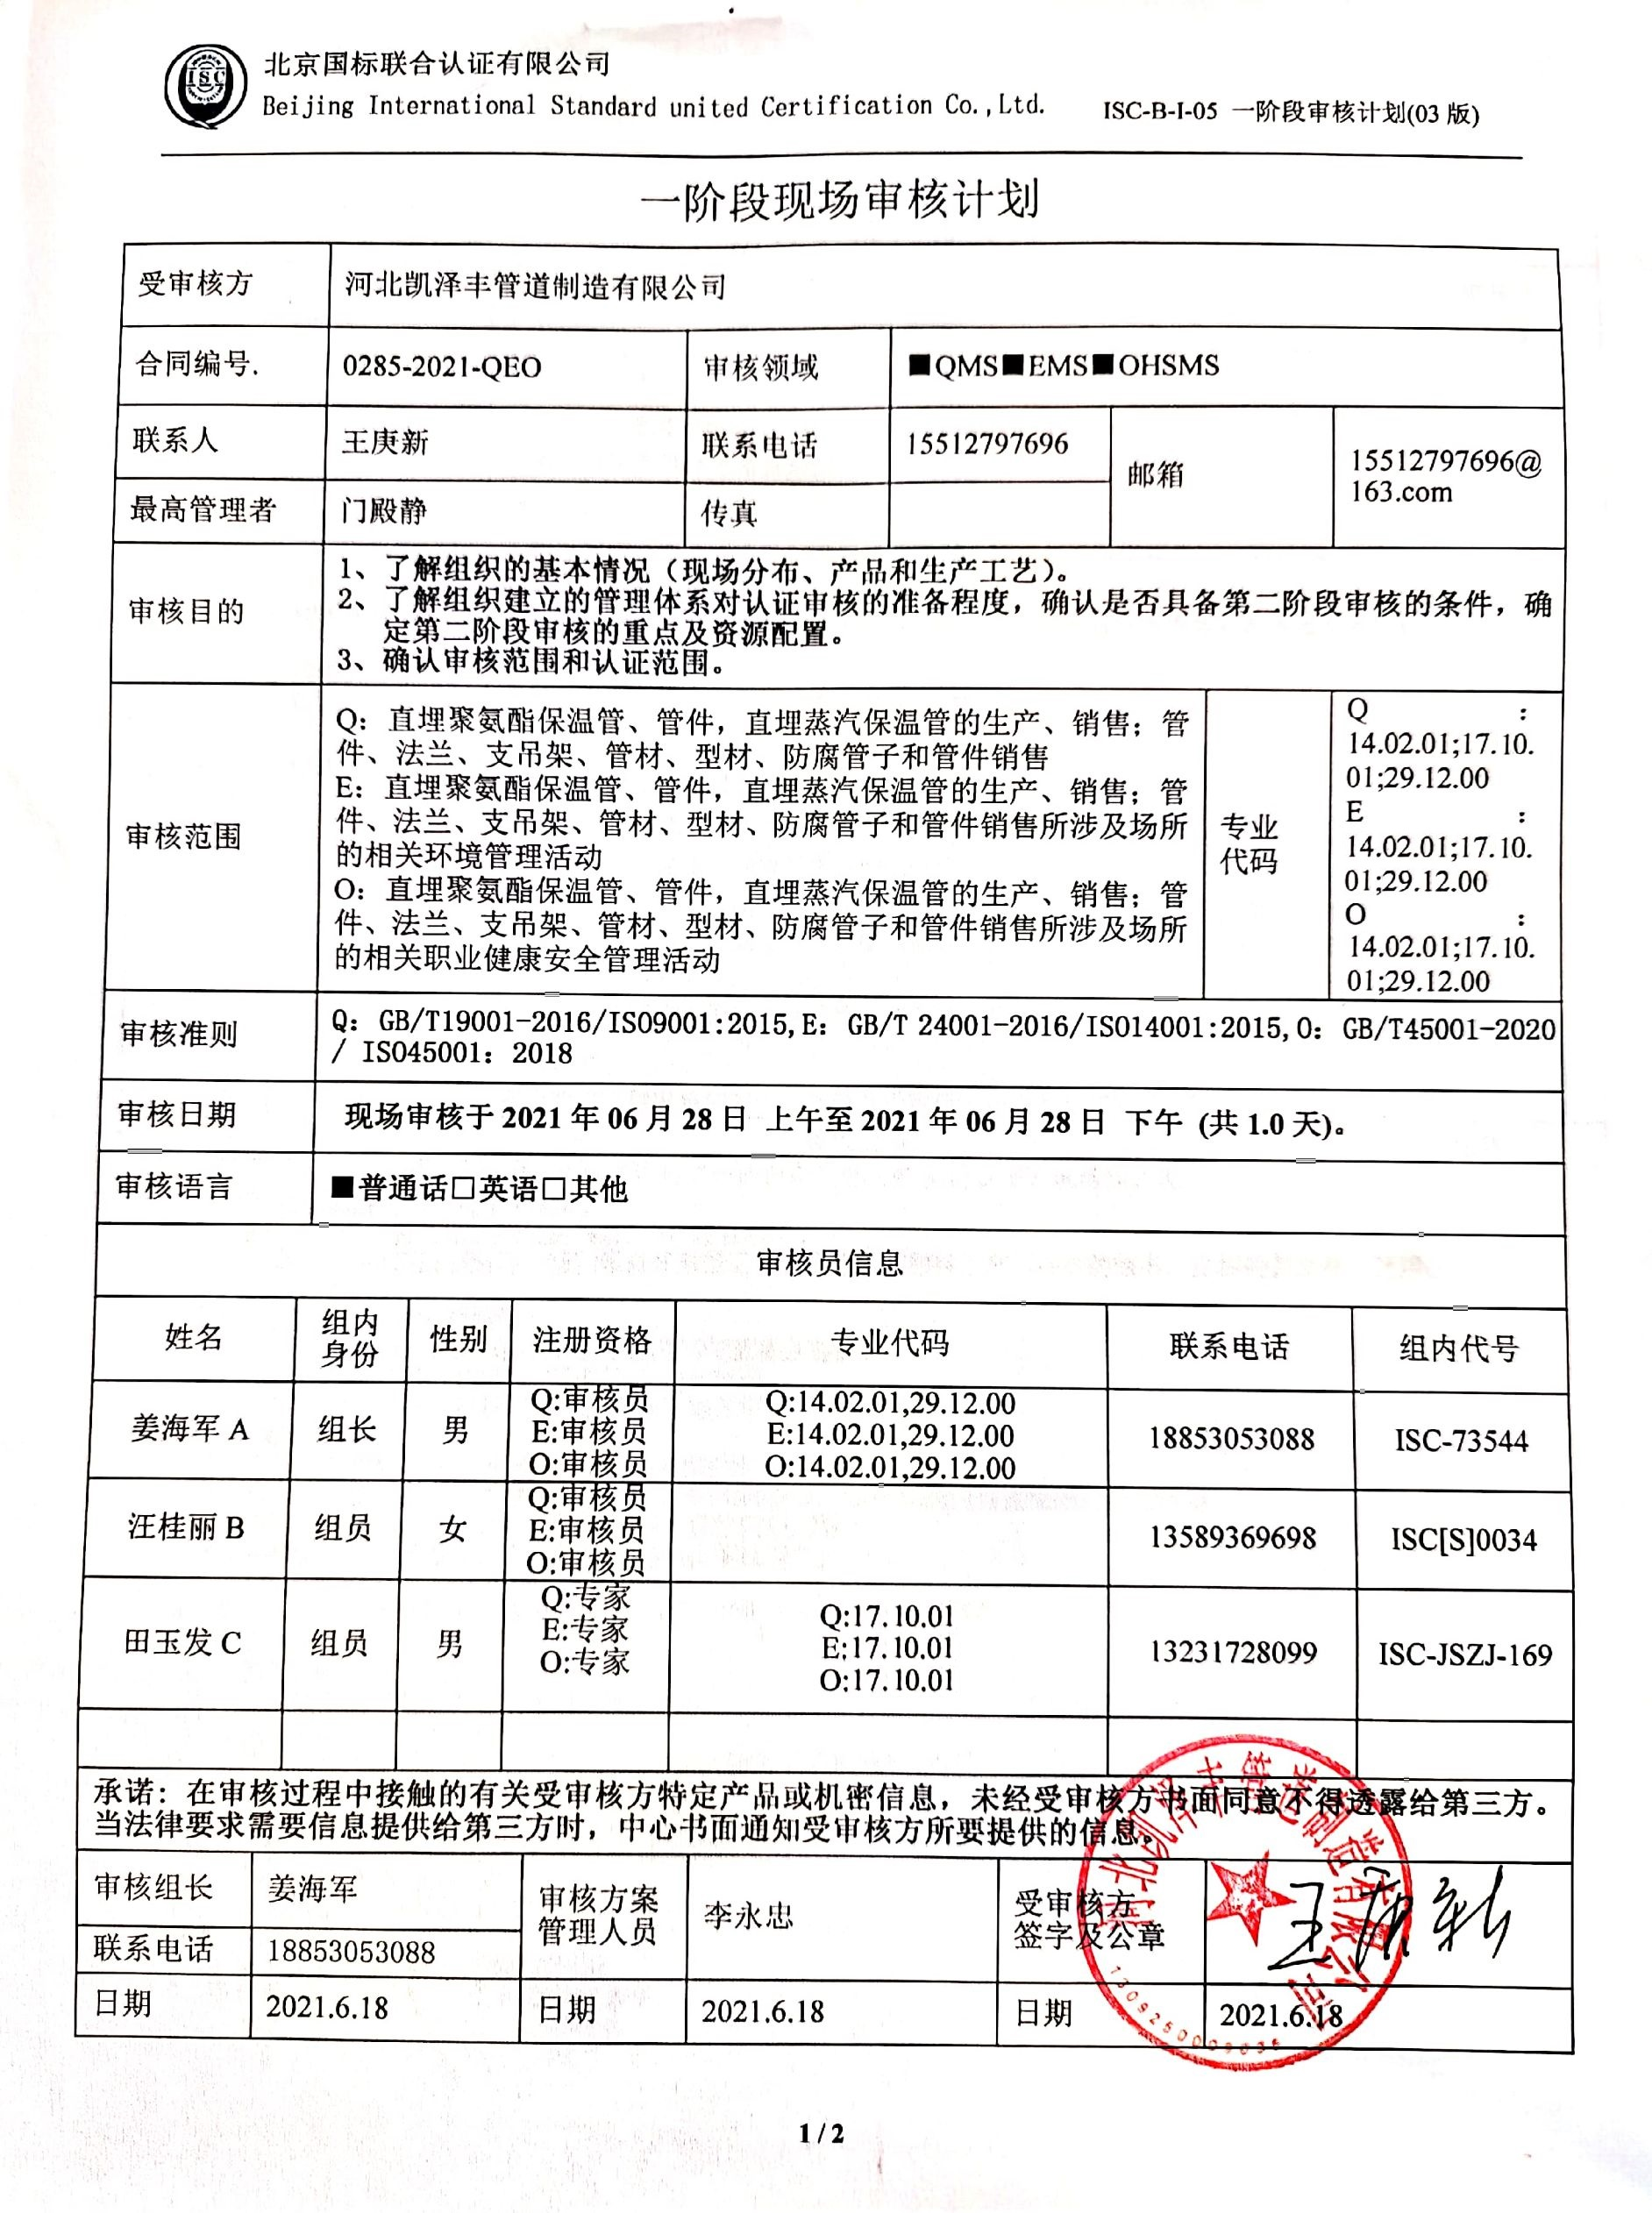 ISC
北京国标联合认证有限公司
Beijing International Standard united Certification Co.,Ltd.
ISC-B-I-05 一阶段审核计划(03 版)
一阶段现场审核计划
受审核方
河北凯泽丰管道制造有限公司
合同编号.
0285-2021-QEO
审核领域
■QMS■EMS■OHSMS
联系人
王庚新
联系电话
15512797696
邮箱
15512797696@
163.com
最高管理者
门殿静
传真
审核目的
1、了解组织的基本情况（现场分布、产品和生产工艺）。
2、了解组织建立的管理体系对认证审核的准备程度，确认是否具备第二阶段审核的条件，确
定第二阶段审核的重点及资源配置。
3、确认审核范围和认证范围。
审核范围
Q：直埋聚氨酯保温管、管件，直埋蒸汽保温管的生产、销售；管
件、法兰、支吊架、管材、型材、防腐管子和管件销售
E：直埋聚氨酯保温管、管件，直埋蒸汽保温管的生产、销售；管
件、法兰、支吊架、管材、型材、防腐管子和管件销售所涉及场所
的相关环境管理活动
O：直埋聚氨酯保温管、管件，直埋蒸汽保温管的生产、销售；管
件、法兰、支吊架、管材、型材、防腐管子和管件销售所涉及场所
的相关职业健康安全管理活动
专业
代码
Q ：
14.02.01;17.10.
01;29.12.00
E ：
14.02.01;17.10.
01;29.12.00
O ：
14.02.01;17.10.
01;29.12.00
审核准则
Q：GB/T19001-2016/ISO9001:2015,E：GB/T 24001-2016/ISO14001:2015,O：GB/T45001-2020
/ ISO45001：2018
审核日期
现场审核于 2021 年 06 月 28 日 上午至 2021 年 06 月 28 日 下午 (共 1.0 天)。
审核语言
■普通话□英语□其他
审核员信息
姓名
组内
身份
性别
注册资格
专业代码
联系电话
组内代号
姜海军 A
组长
男
Q:审核员
E:审核员
O:审核员
Q:14.02.01,29.12.00
E:14.02.01,29.12.00
O:14.02.01,29.12.00
18853053088
ISC-73544
汪桂丽 B
组员
女
Q:审核员
E:审核员
O:审核员
13589369698
ISC[S]0034
田玉发 C
组员
男
Q:专家
E:专家
O:专家
Q:17.10.01
E:17.10.01
O:17.10.01
13231728099
ISC-JSZJ-169
承诺：在审核过程中接触的有关受审核方特定产品或机密信息，未经受审核方书面同意不得透露给第三方。
当法律要求需要信息提供给第三方时，中心书面通知受审核方所要提供的信息。
审核组长
姜海军
审核方案
管理人员
李永忠
受审核方
签字及公章
王庚新
河北凯泽丰管道制造有限公司
联系电话
18853053088
日期
2021.6.18
日期
2021.6.18
日期
2021.6.18
1 / 2